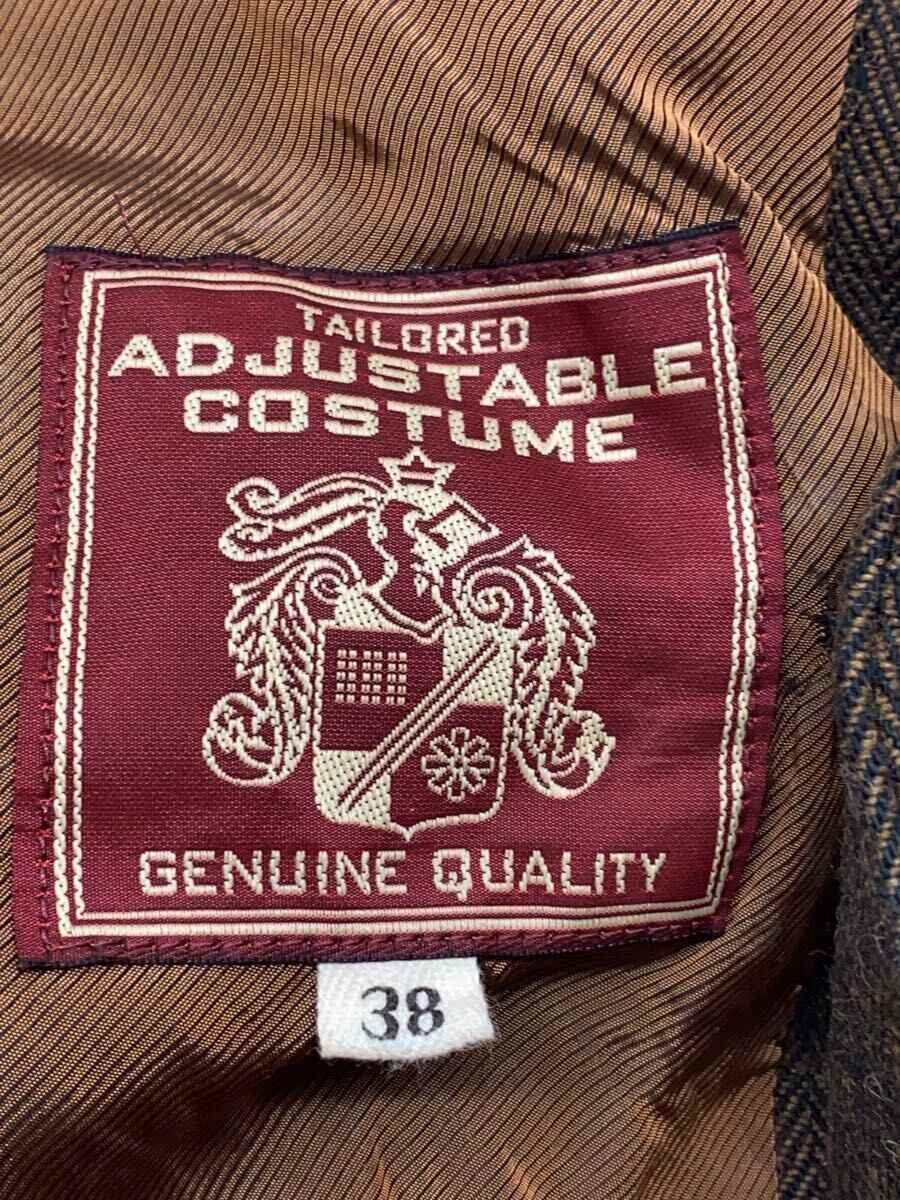 TAILORED
ADJUSTABLE
COSTUME
GENUINE QUALITY
38